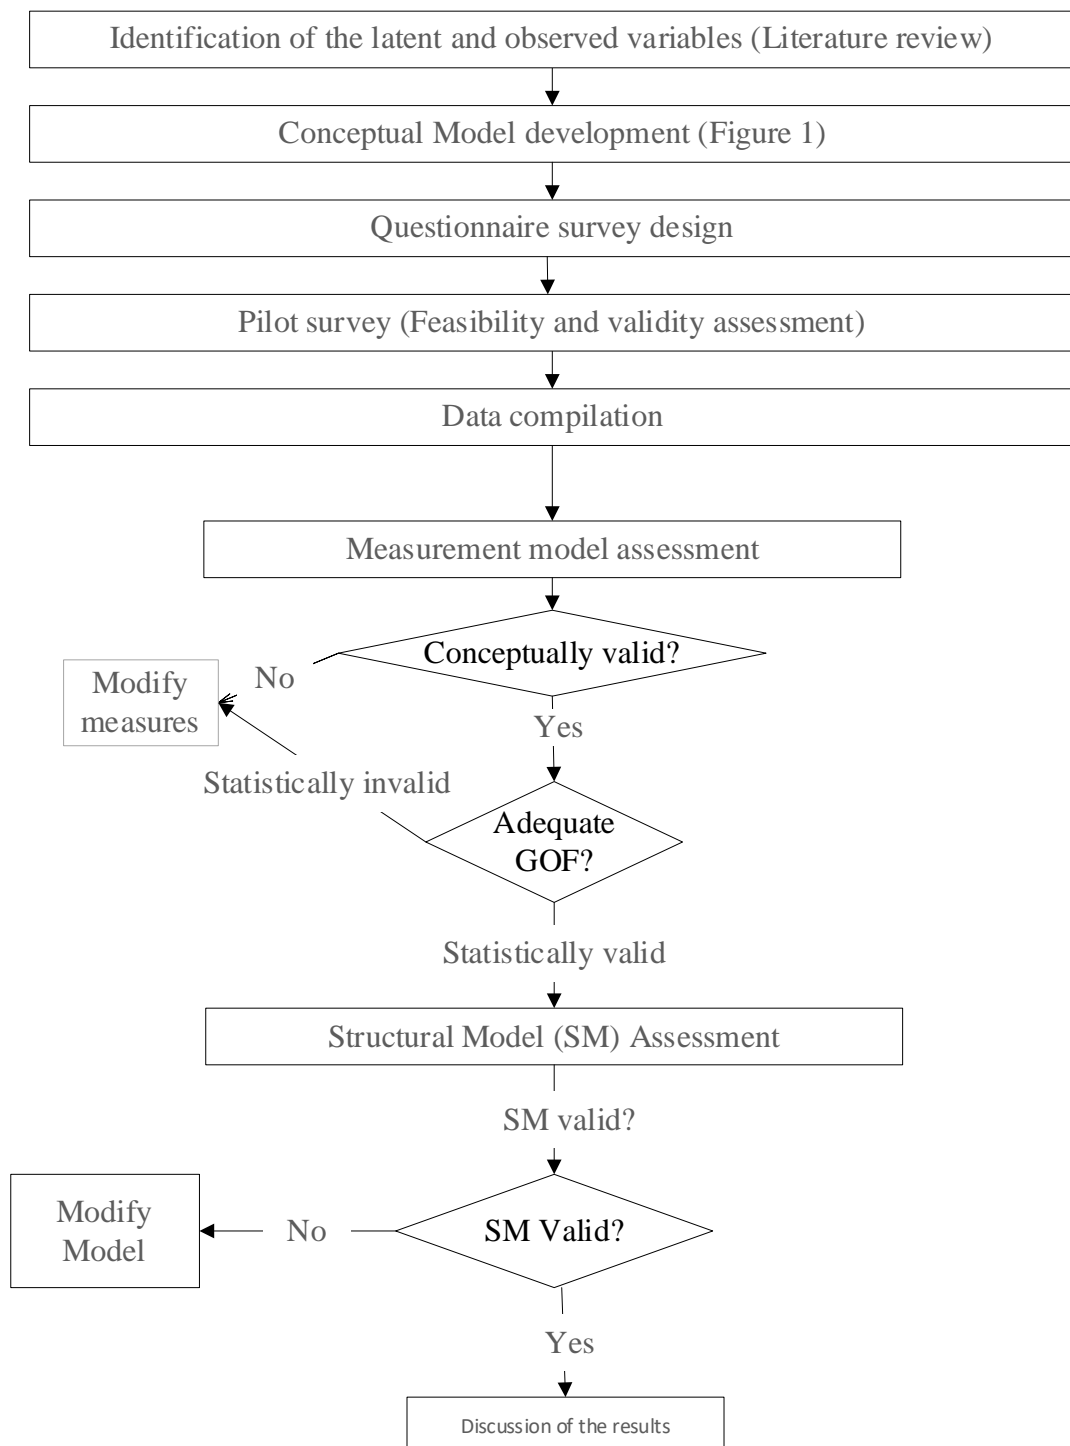 Identification of the latent and observed variables (Literature review)
Conceptual Model development (Figure 1)
Questionnaire survey design
Pilot survey (Feasibility and validity assessment)
Data compilation
Measurement model assessment
Conceptually valid?
No
Modify
measures
Yes
Statistically invalid
Adequate
GOF?
Statistically valid
Structural Model (SM) Assessment
SM valid?
Modify
Model
No
SM Valid?
Yes
Discussion of the results